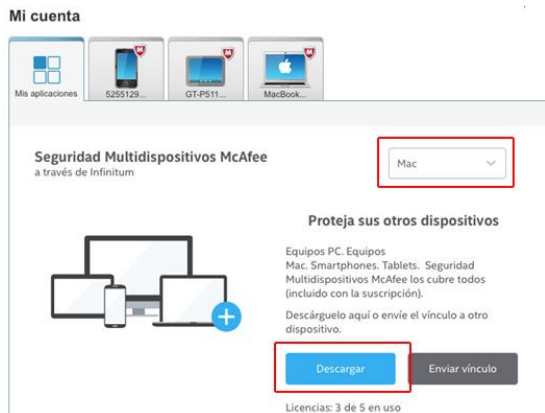 Mi cuenta
Mis aplicaciones
5255129...
GT-P511...
MacBook...
Seguridad Multidispositivos McAfee
a través de Infinitum
Mac
Proteja sus otros dispositivos
Equipos PC. Equipos
Mac. Smartphones. Tablets. Seguridad
Multidispositivos McAfee los cubre todos
(incluido con la suscripción).
Descárguelo aquí o envíe el vínculo a otro
dispositivo.
Descargar
Enviar vínculo
Licencias: 3 de 5 en uso